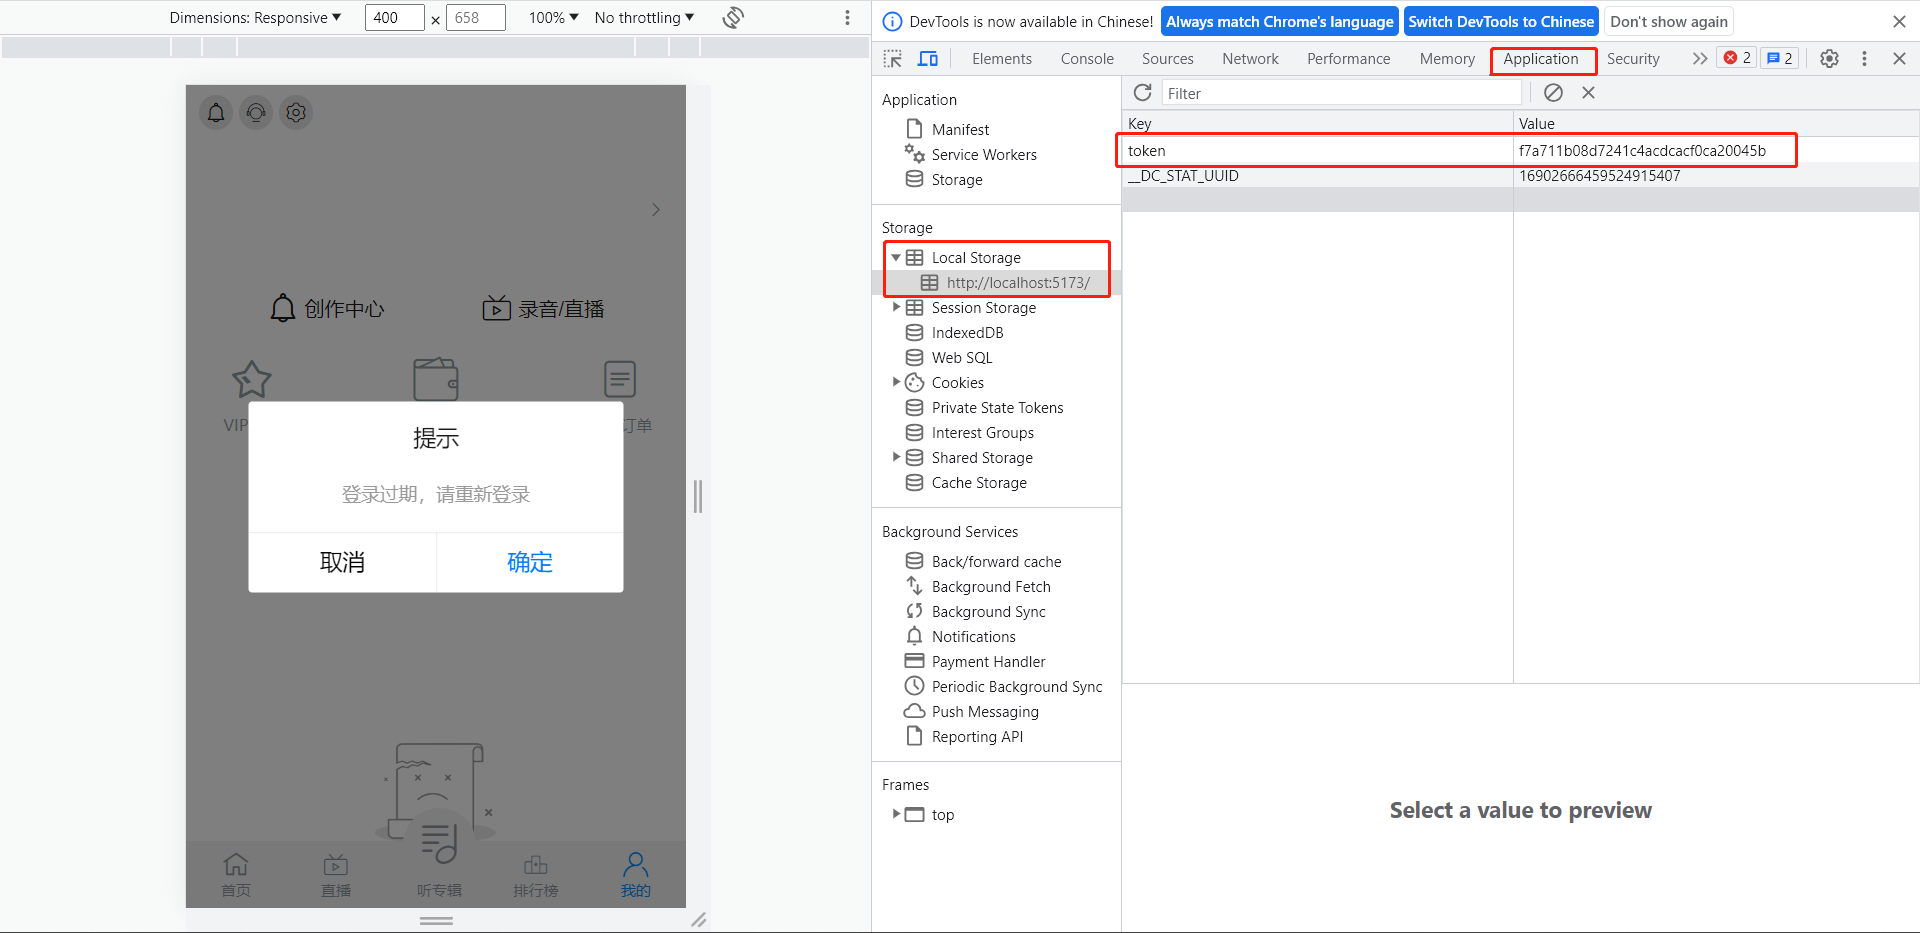 Dimensions: Responsive ▼ 400 × 658 100% ▼ No throttling ▼
创作中心 录音/直播
VIP 订单
提示
登录过期，请重新登录
取消 确定
首页 直播 听专辑 排行榜 我的
DevTools is now available in Chinese! Always match Chrome's language Switch DevTools to Chinese Don't show again
Elements Console Sources Network Performance Memory Application Security 2 2
Application
Manifest
Service Workers
Storage
Storage
Local Storage
http://localhost:5173/
Session Storage
IndexedDB
Web SQL
Cookies
Private State Tokens
Interest Groups
Shared Storage
Cache Storage
Background Services
Back/forward cache
Background Fetch
Background Sync
Notifications
Payment Handler
Periodic Background Sync
Push Messaging
Reporting API
Frames
top
Filter
Key Value
token f7a711b08d7241c4acdcacf0ca20045b
__DC_STAT_UUID 16902666459524915407
Select a value to preview